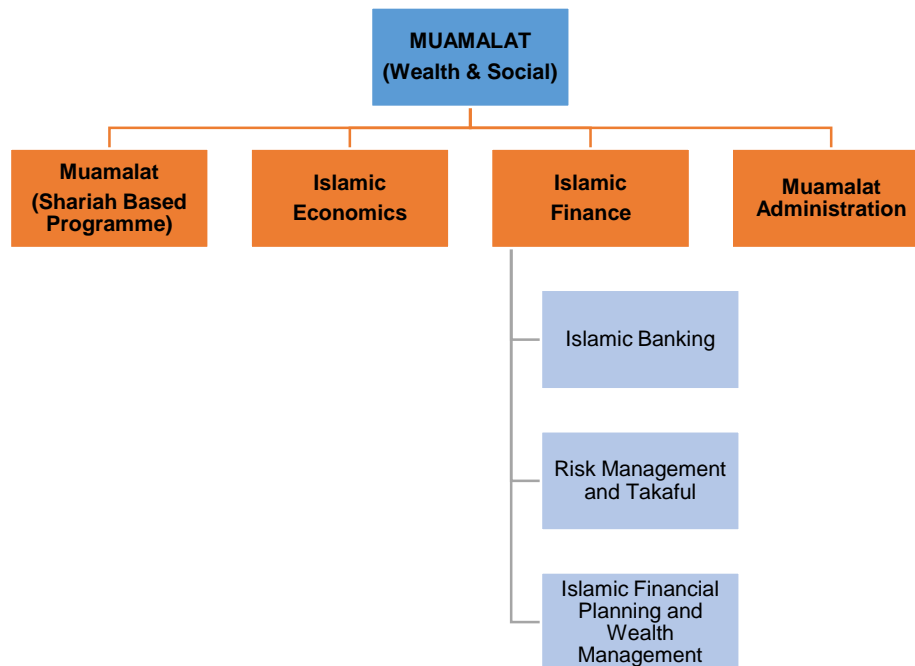 MUAMALAT
(Wealth & Social)
Muamalat
(Shariah Based
Programme)
Islamic
Economics
Islamic
Finance
Muamalat
Administration
Islamic Banking
Risk Management
and Takaful
Islamic Financial
Planning and
Wealth
Management